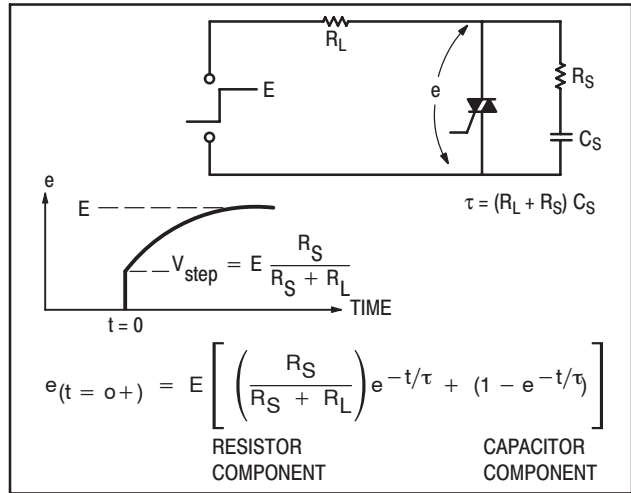 R_L
E
e
R_S
C_S
τ = (R_L + R_S) C_S
e
E
V_step = E R_S / (R_S + R_L)
TIME
t = 0
e_(t = o+) = E [ ( R_S / (R_S + R_L) ) e^(−t/τ) + (1 − e^(−t/τ)) ]
RESISTOR COMPONENT
CAPACITOR COMPONENT